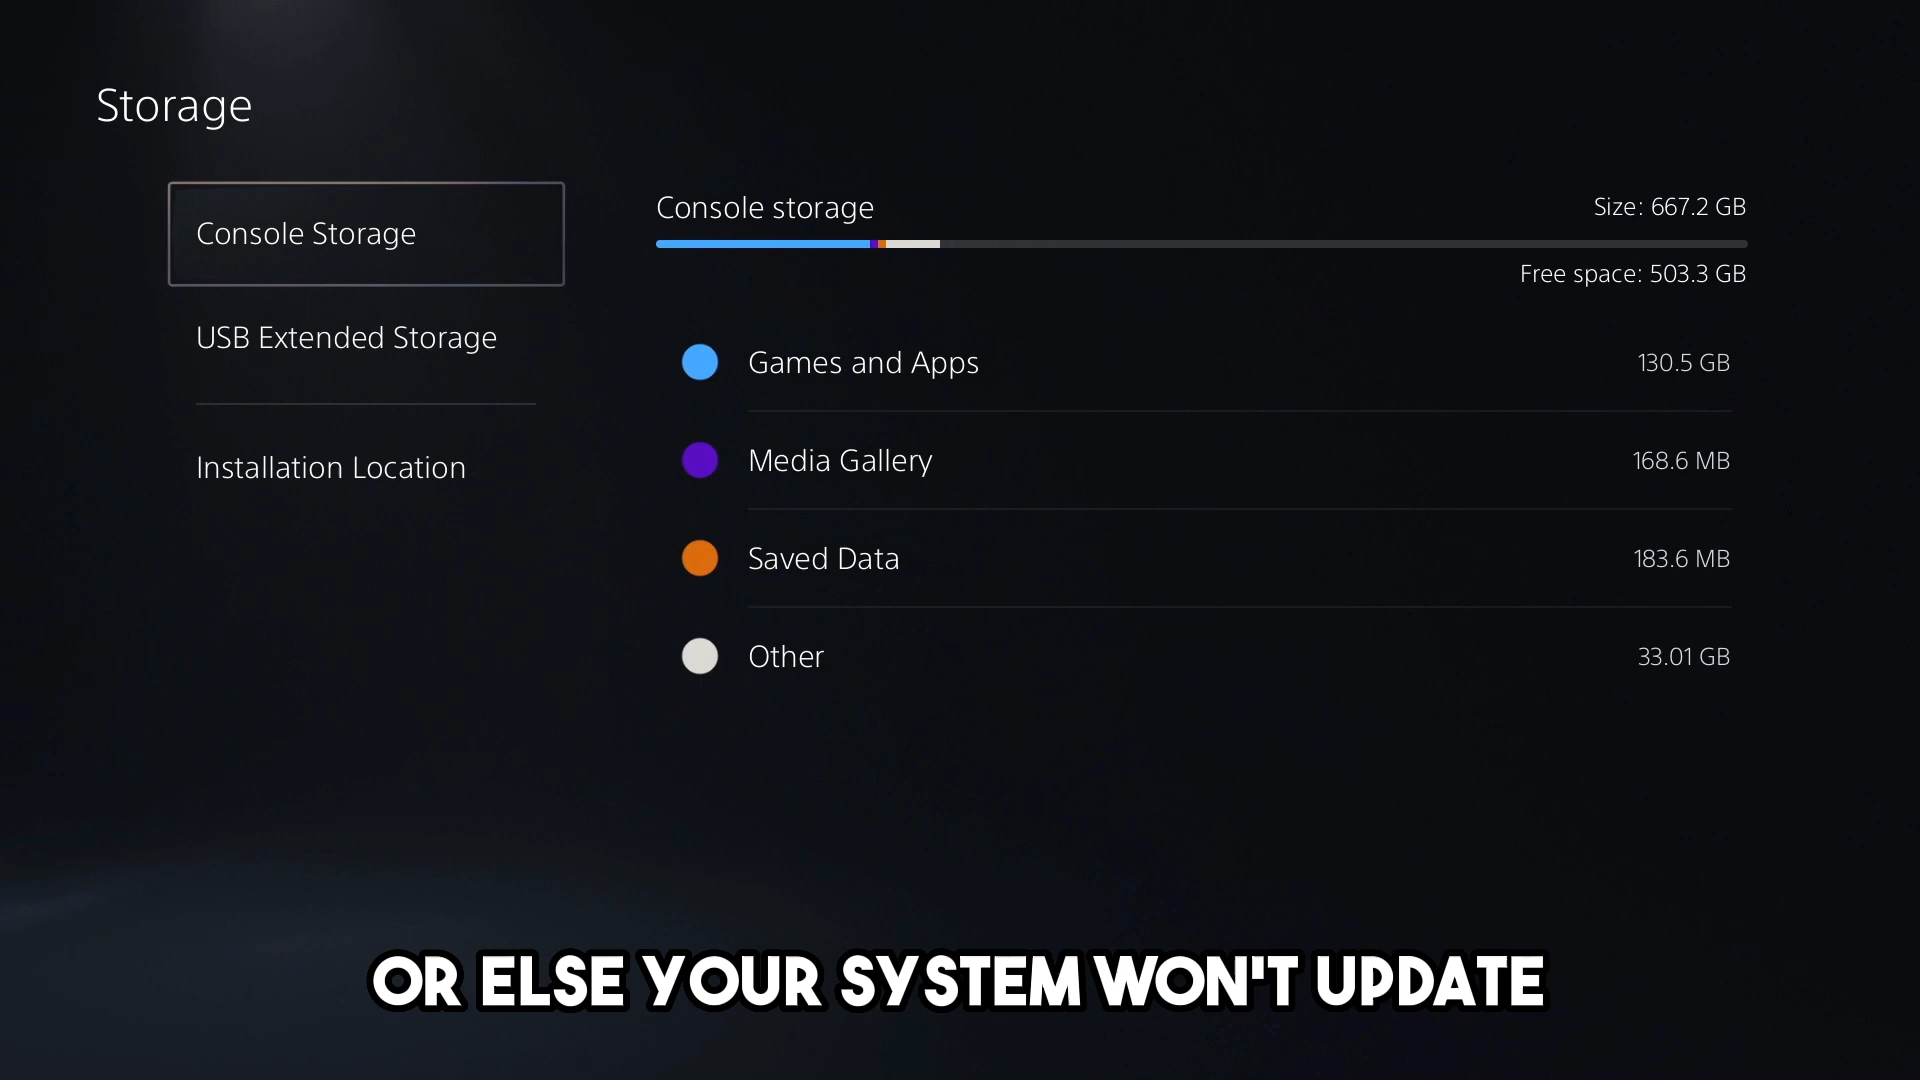 Storage
Console Storage
USB Extended Storage
Installation Location
Console storage
Size: 667.2 GB
Free space: 503.3 GB
Games and Apps
130.5 GB
Media Gallery
168.6 MB
Saved Data
183.6 MB
Other
33.01 GB
OR ELSE YOUR SYSTEM WON'T UPDATE